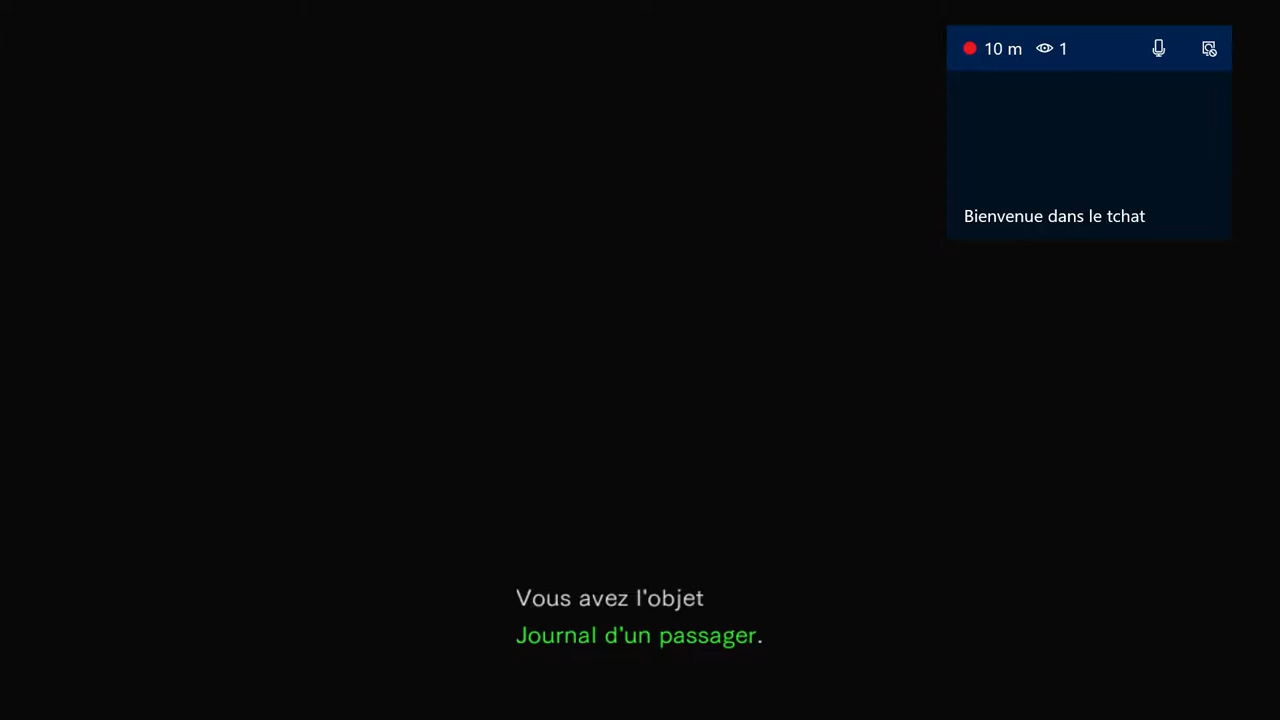 10 m 1
Bienvenue dans le tchat
Vous avez l'objet
Journal d'un passager.